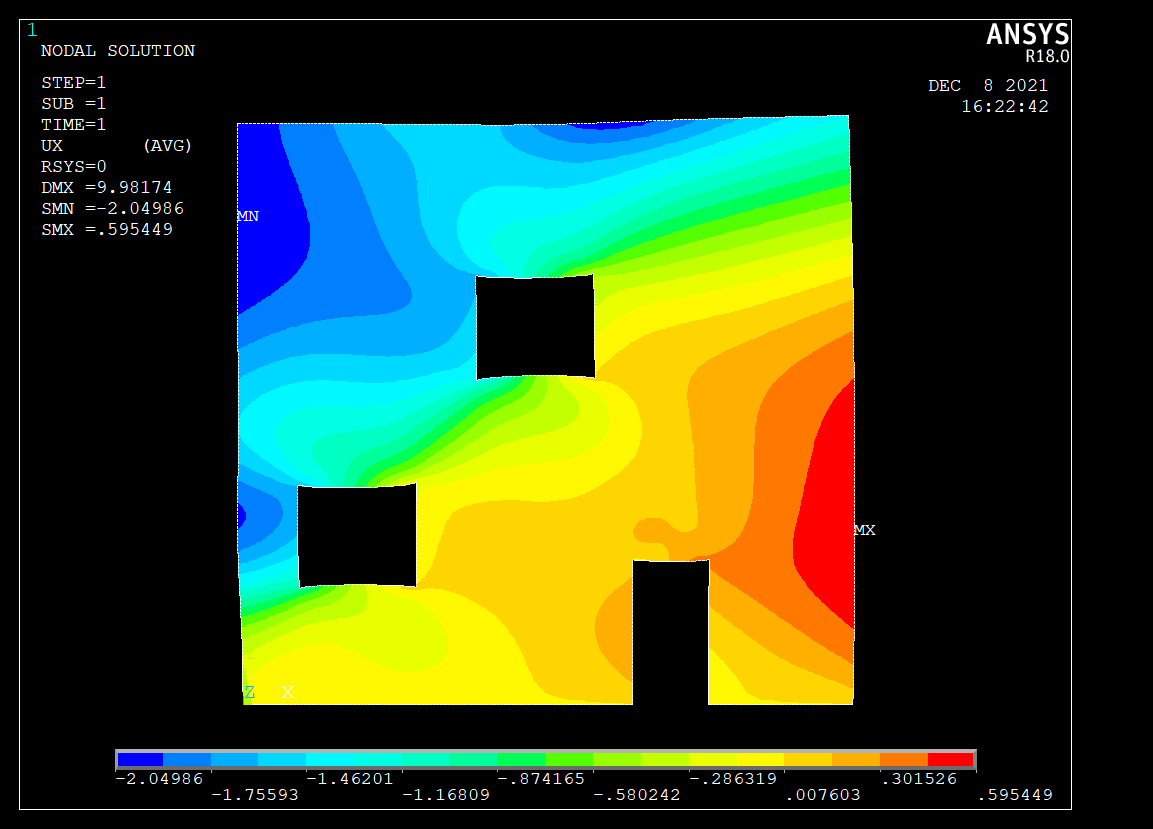 1
ANSYS
R18.0
NODAL SOLUTION
DEC  8 2021
16:22:42
STEP=1
SUB =1
TIME=1
UX       (AVG)
RSYS=0
DMX =9.98174
SMN =-2.04986
SMX =.595449
MN
MX
Z  X
-2.04986 -1.46201 -.874165 -.286319 .301526
-1.75593 -1.16809 -.580242 .007603 .595449